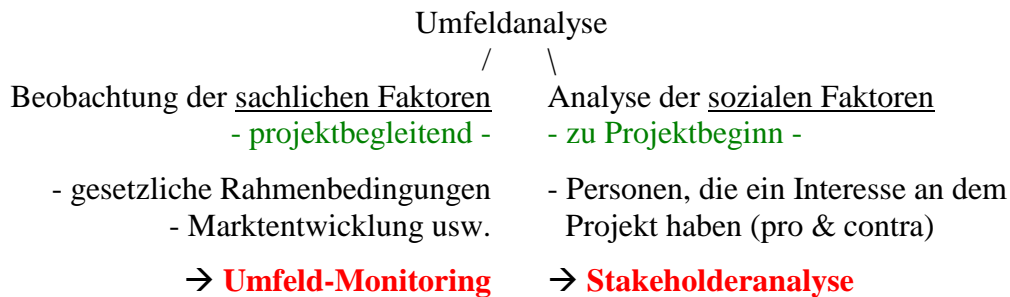 Umfeldanalyse
/ \
Beobachtung der sachlichen Faktoren
- projektbegleitend -
- gesetzliche Rahmenbedingungen
- Marktentwicklung usw.
→ Umfeld-Monitoring
Analyse der sozialen Faktoren
- zu Projektbeginn -
- Personen, die ein Interesse an dem
Projekt haben (pro & contra)
→ Stakeholderanalyse